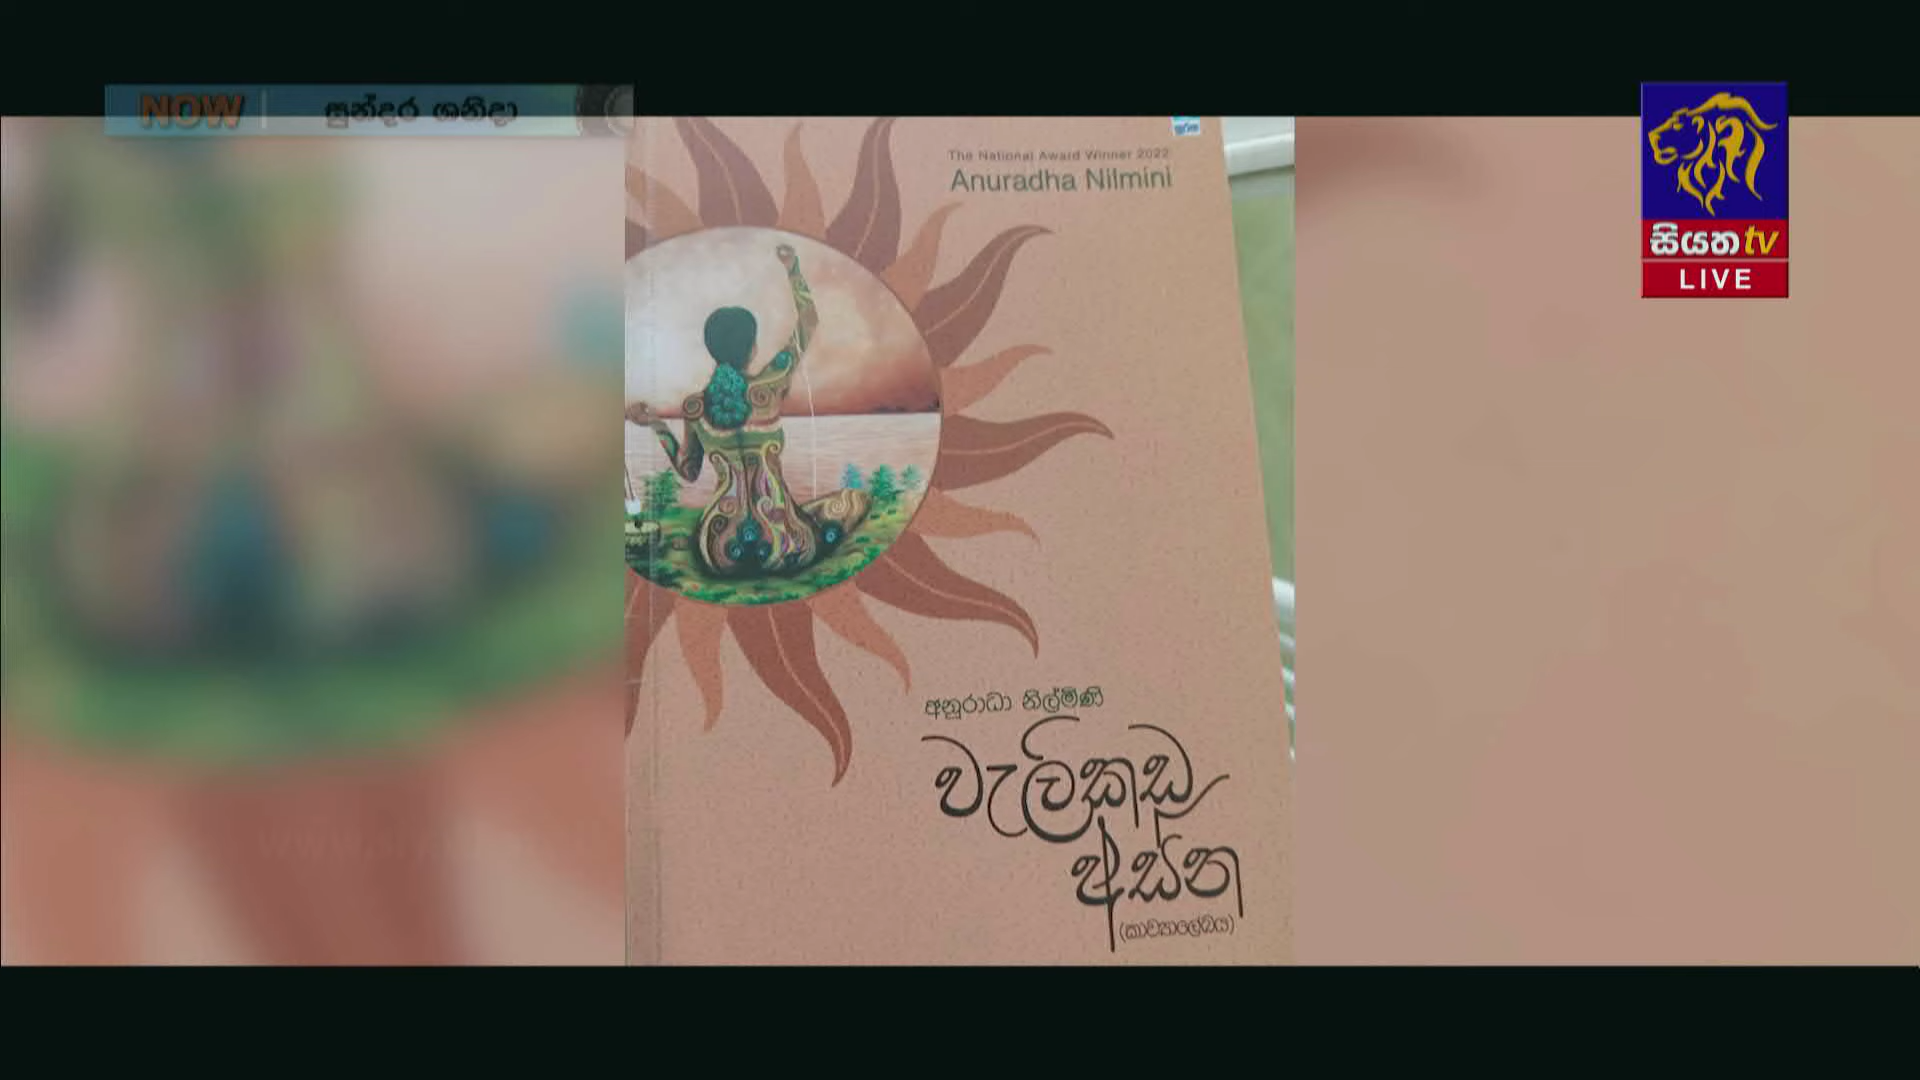 NOW | සුන්දර ශනිදා
සියත tv
LIVE
The National Award Winner 2022
Anuradha Nilmini
අනුරාධා නිල්මිණි
වැලිකඩ
අස්න
(කාව්‍යාලේඛය)